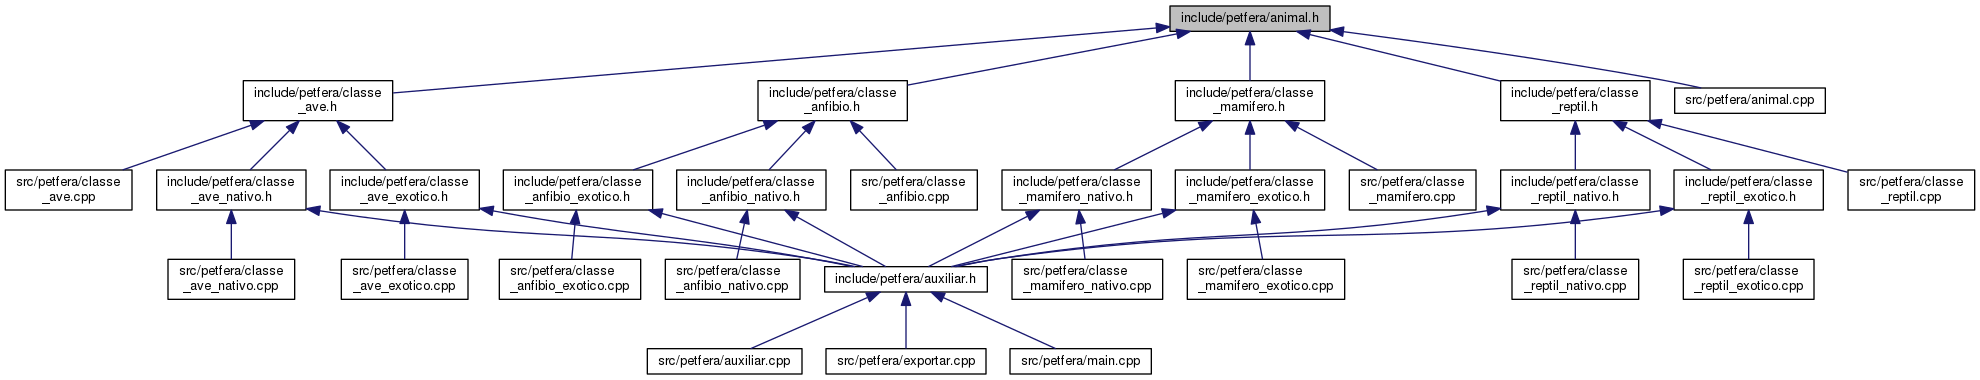 include/petfera/animal.h
include/petfera/classe
_ave.h
include/petfera/classe
_anfibio.h
include/petfera/classe
_mamifero.h
include/petfera/classe
_reptil.h
src/petfera/animal.cpp
src/petfera/classe
_ave.cpp
include/petfera/classe
_ave_nativo.h
include/petfera/classe
_ave_exotico.h
include/petfera/classe
_anfibio_exotico.h
include/petfera/classe
_anfibio_nativo.h
src/petfera/classe
_anfibio.cpp
include/petfera/classe
_mamifero_nativo.h
include/petfera/classe
_mamifero_exotico.h
src/petfera/classe
_mamifero.cpp
include/petfera/classe
_reptil_nativo.h
include/petfera/classe
_reptil_exotico.h
src/petfera/classe
_reptil.cpp
src/petfera/classe
_ave_nativo.cpp
src/petfera/classe
_ave_exotico.cpp
src/petfera/classe
_anfibio_exotico.cpp
src/petfera/classe
_anfibio_nativo.cpp
include/petfera/auxiliar.h
src/petfera/classe
_mamifero_nativo.cpp
src/petfera/classe
_mamifero_exotico.cpp
src/petfera/classe
_reptil_nativo.cpp
src/petfera/classe
_reptil_exotico.cpp
src/petfera/auxiliar.cpp
src/petfera/exportar.cpp
src/petfera/main.cpp